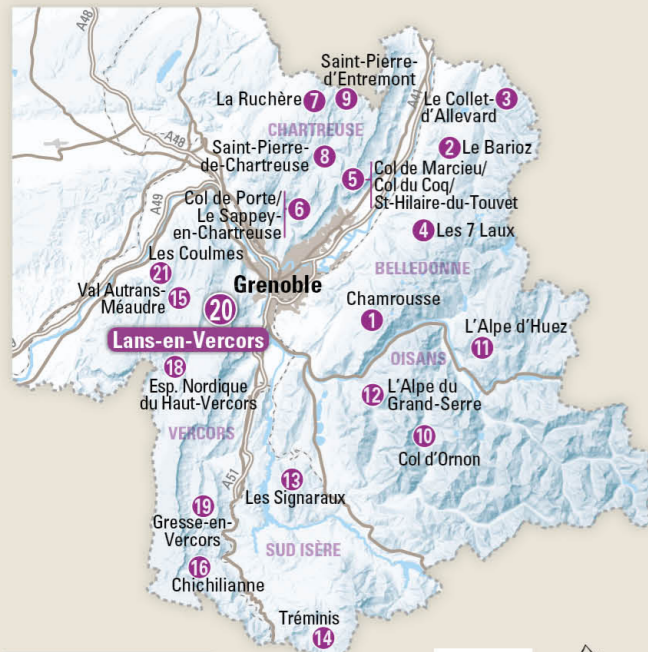 A48
Saint-Pierre-
d'Entremont
A41
La Ruchère 7
9
Le Collet-
d'Allevard
3
CHARTREUSE
A48
2 Le Barioz
Saint-Pierre-
de-Chartreuse
8
5
Col de Marcieu/
Col du Coq/
St-Hilaire-du-Touvet
A49
Col de Porte/
Le Sappey-
en-Chartreuse
6
4 Les 7 Laux
Les Coulmes
21
BELLEDONNE
Grenoble
Val Autrans-
Méaudre
15
20
Lans-en-Vercors
Chamrousse
1
L'Alpe d'Huez
11
OISANS
18
Esp. Nordique
du Haut-Vercors
12
L'Alpe du
Grand-Serre
VERCORS
10
Col d'Ornon
A51
13
Les Signaraux
19
Gresse-en-
Vercors
SUD ISÈRE
16
Chichilianne
Tréminis
14